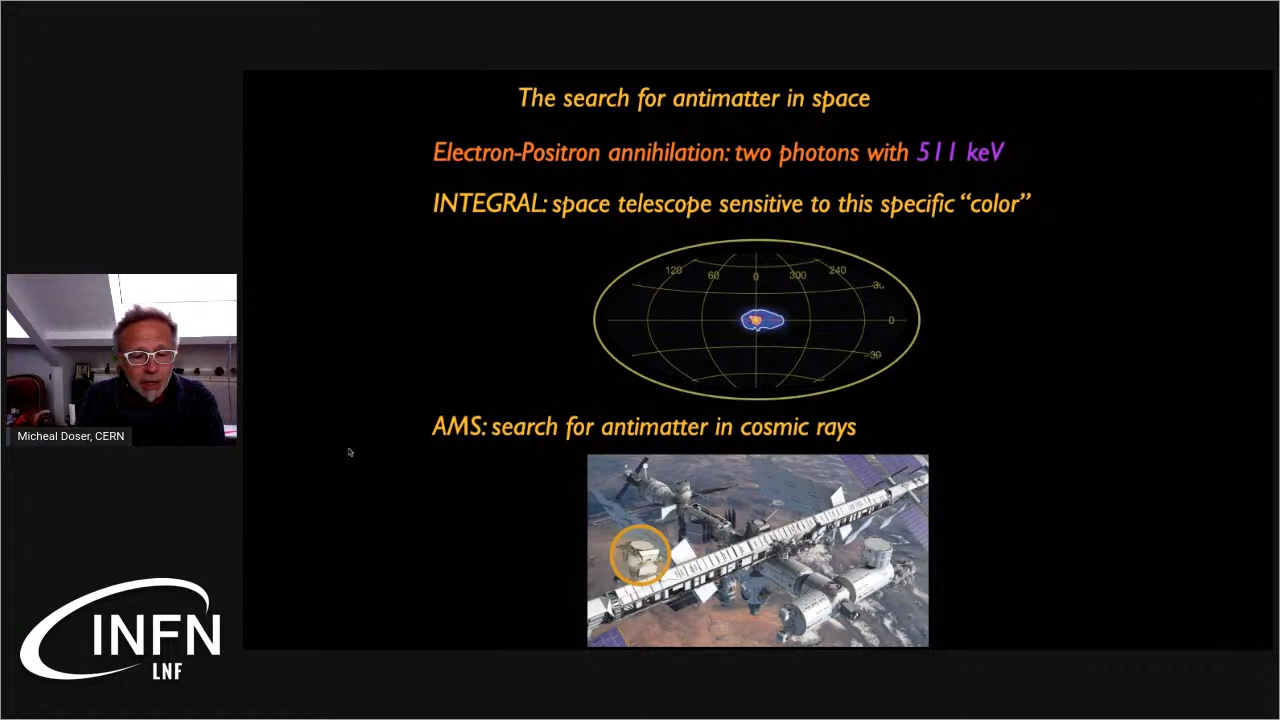 The search for antimatter in space
Electron-Positron annihilation: two photons with 511 keV
INTEGRAL: space telescope sensitive to this specific “color”
120 60 0 300 240
30
0
-30
AMS: search for antimatter in cosmic rays
Micheal Doser, CERN
INFN
LNF